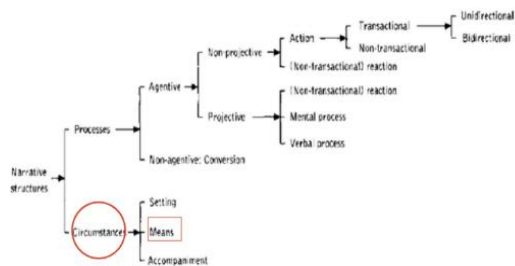 Unidirectional
Transactional
Bidirectional
Action
Non-transactional
Non-projective
(Non-transactional) reaction
Agentive
(Non-transactional) reaction
Projective
Mental process
Verbal process
Processes
Non-agentive: Conversion
Narrative
structures
Setting
Circumstances
Means
Accompaniment